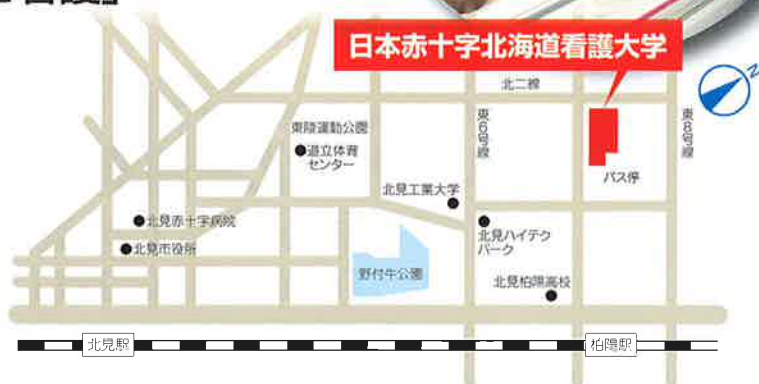 日本赤十字北海道看護大学
北二線
N
東陵運動公園
道立体育
センター
東6号線
東8号線
バス停
北見工業大学
北見赤十字病院
北見ハイテク
パーク
北見市役所
野付牛公園
北見柏陽高校
北見駅
柏陽駅